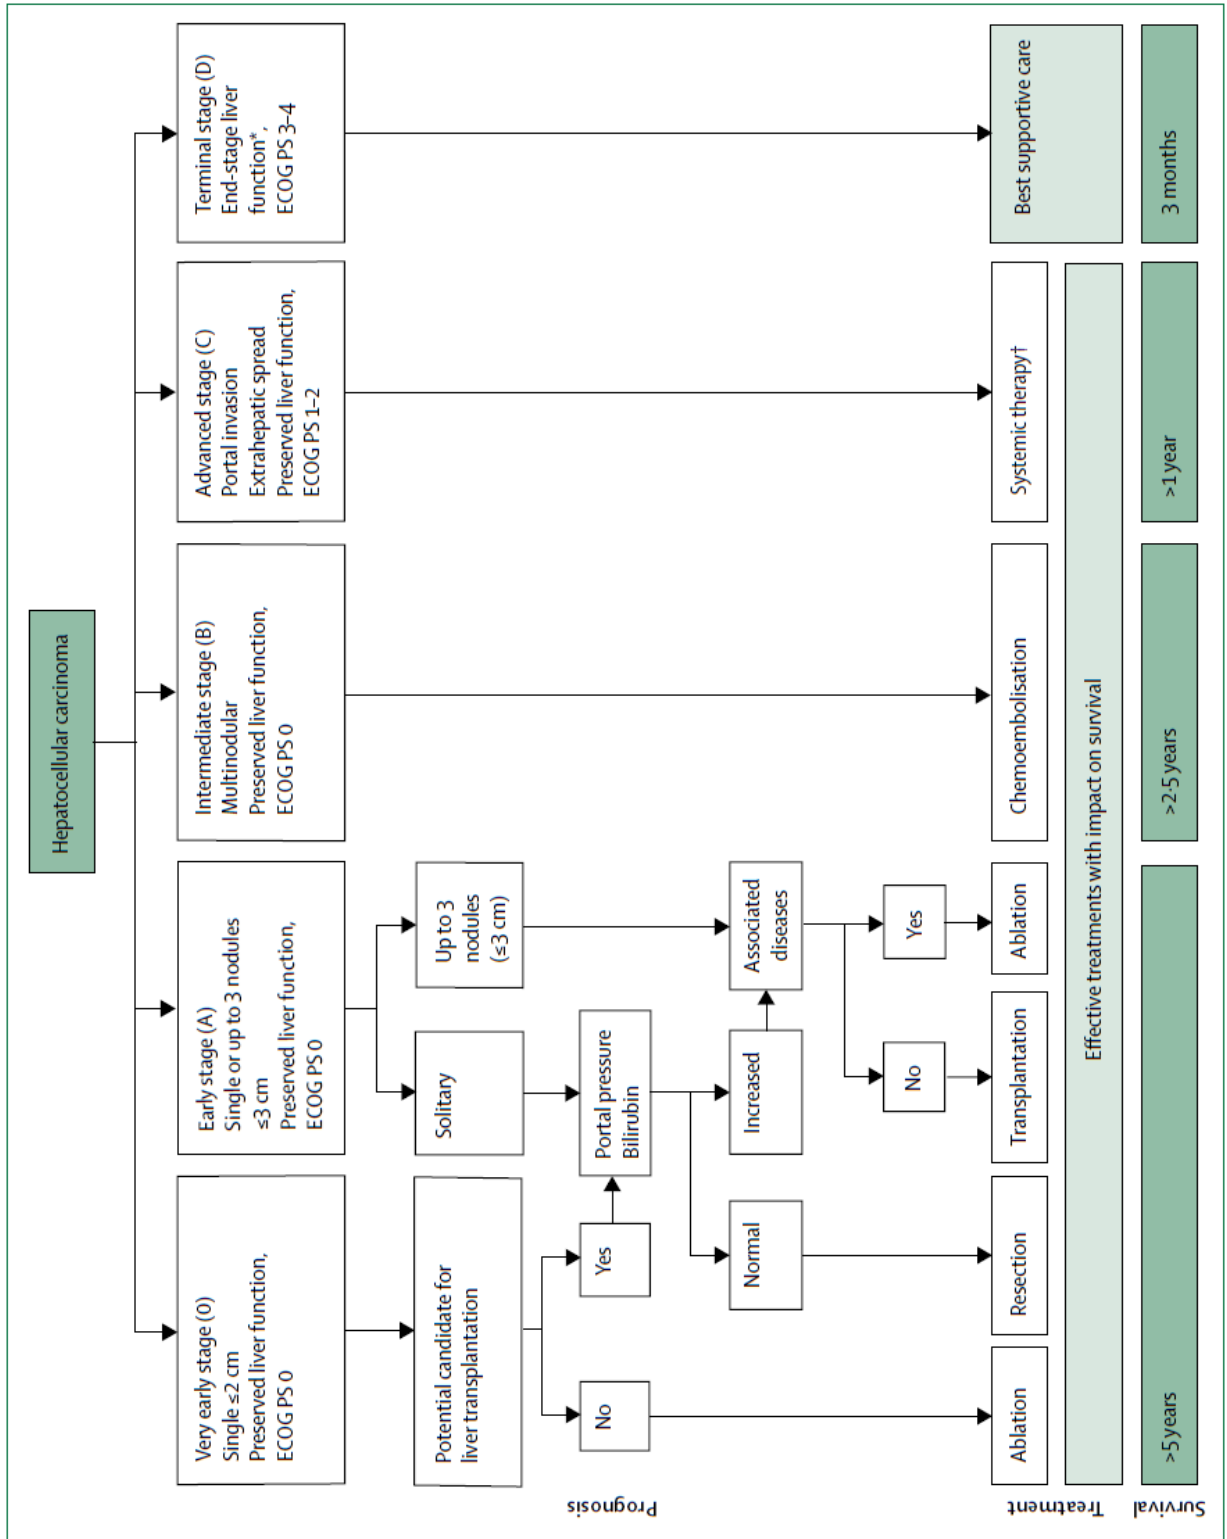 Hepatocellular carcinoma
Very early stage (0)
Single ≤2 cm
Preserved liver function,
ECOG PS 0
Early stage (A)
Single or up to 3 nodules
≤3 cm
Preserved liver function,
ECOG PS 0
Intermediate stage (B)
Multinodular
Preserved liver function,
ECOG PS 0
Advanced stage (C)
Portal invasion
Extrahepatic spread
Preserved liver function,
ECOG PS 1–2
Terminal stage (D)
End-stage liver
function*,
ECOG PS 3–4
Prognosis
Potential candidate for
liver transplantation
Solitary
Up to 3
nodules
(≤3 cm)
No
Yes
Portal pressure
Bilirubin
Normal
Increased
Associated
diseases
No
Yes
Treatment
Ablation
Resection
Transplantation
Ablation
Chemoembolisation
Systemic therapy†
Best supportive care
Effective treatments with impact on survival
Survival
>5 years
>2·5 years
>1 year
3 months